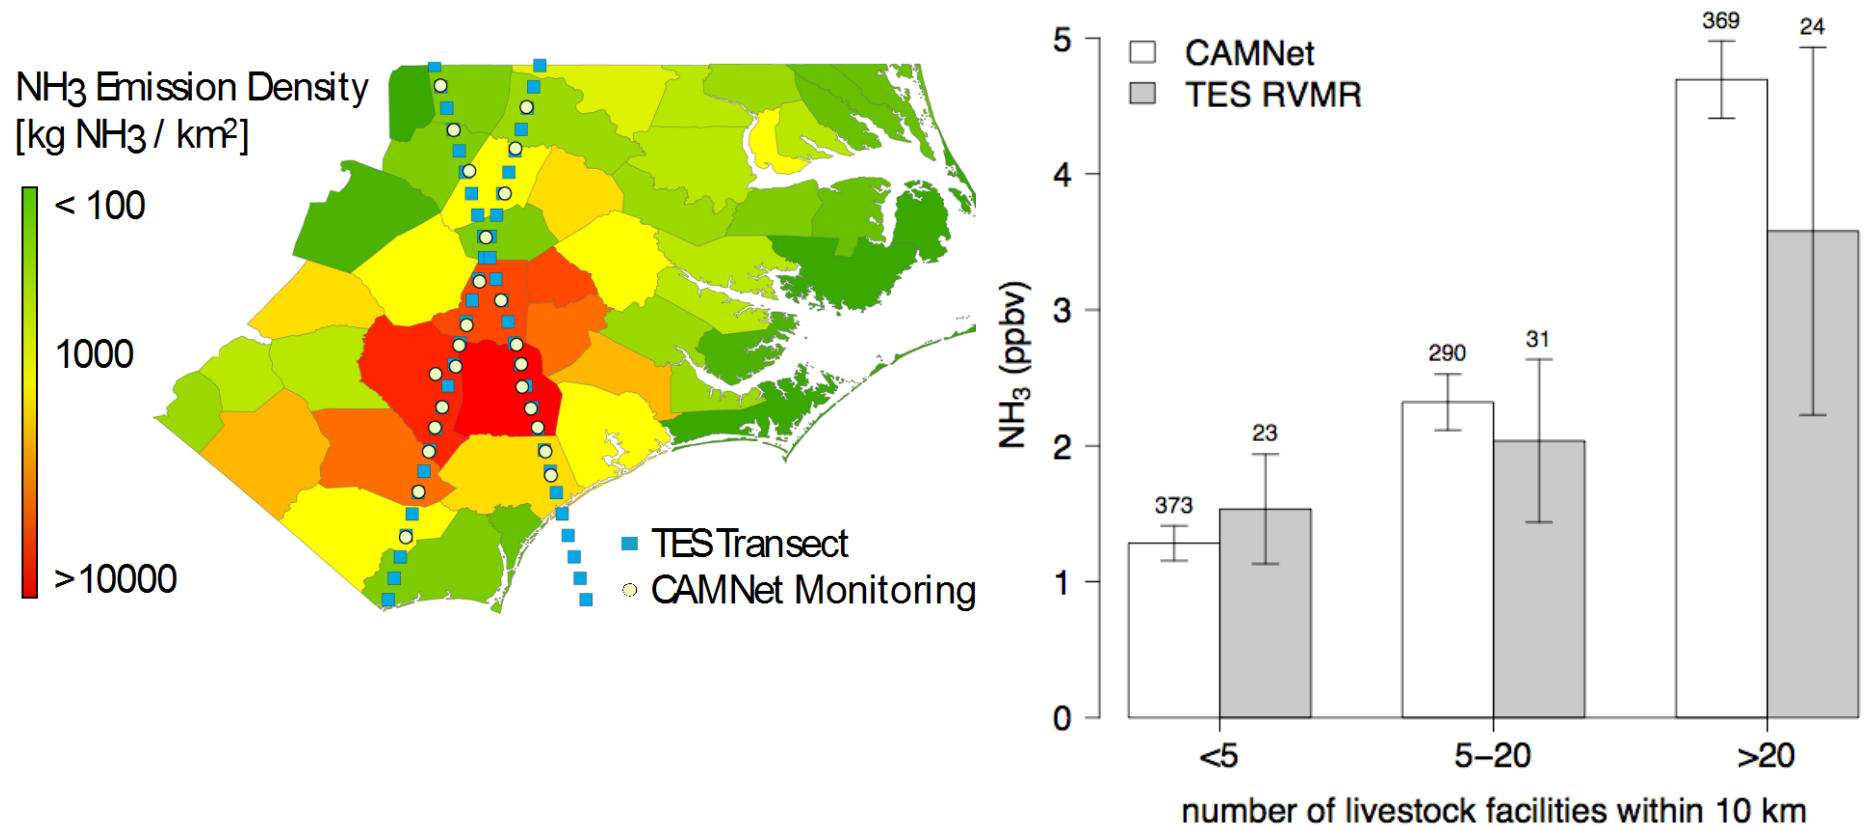 NH3 Emission Density
[kg NH3 / km2]
< 100
1000
>10000
TES Transect
CAMNet Monitoring
CAMNet
TES RVMR
NH3 (ppbv)
5
4
3
2
1
0
373
23
290
31
369
24
<5
5−20
>20
number of livestock facilities within 10 km